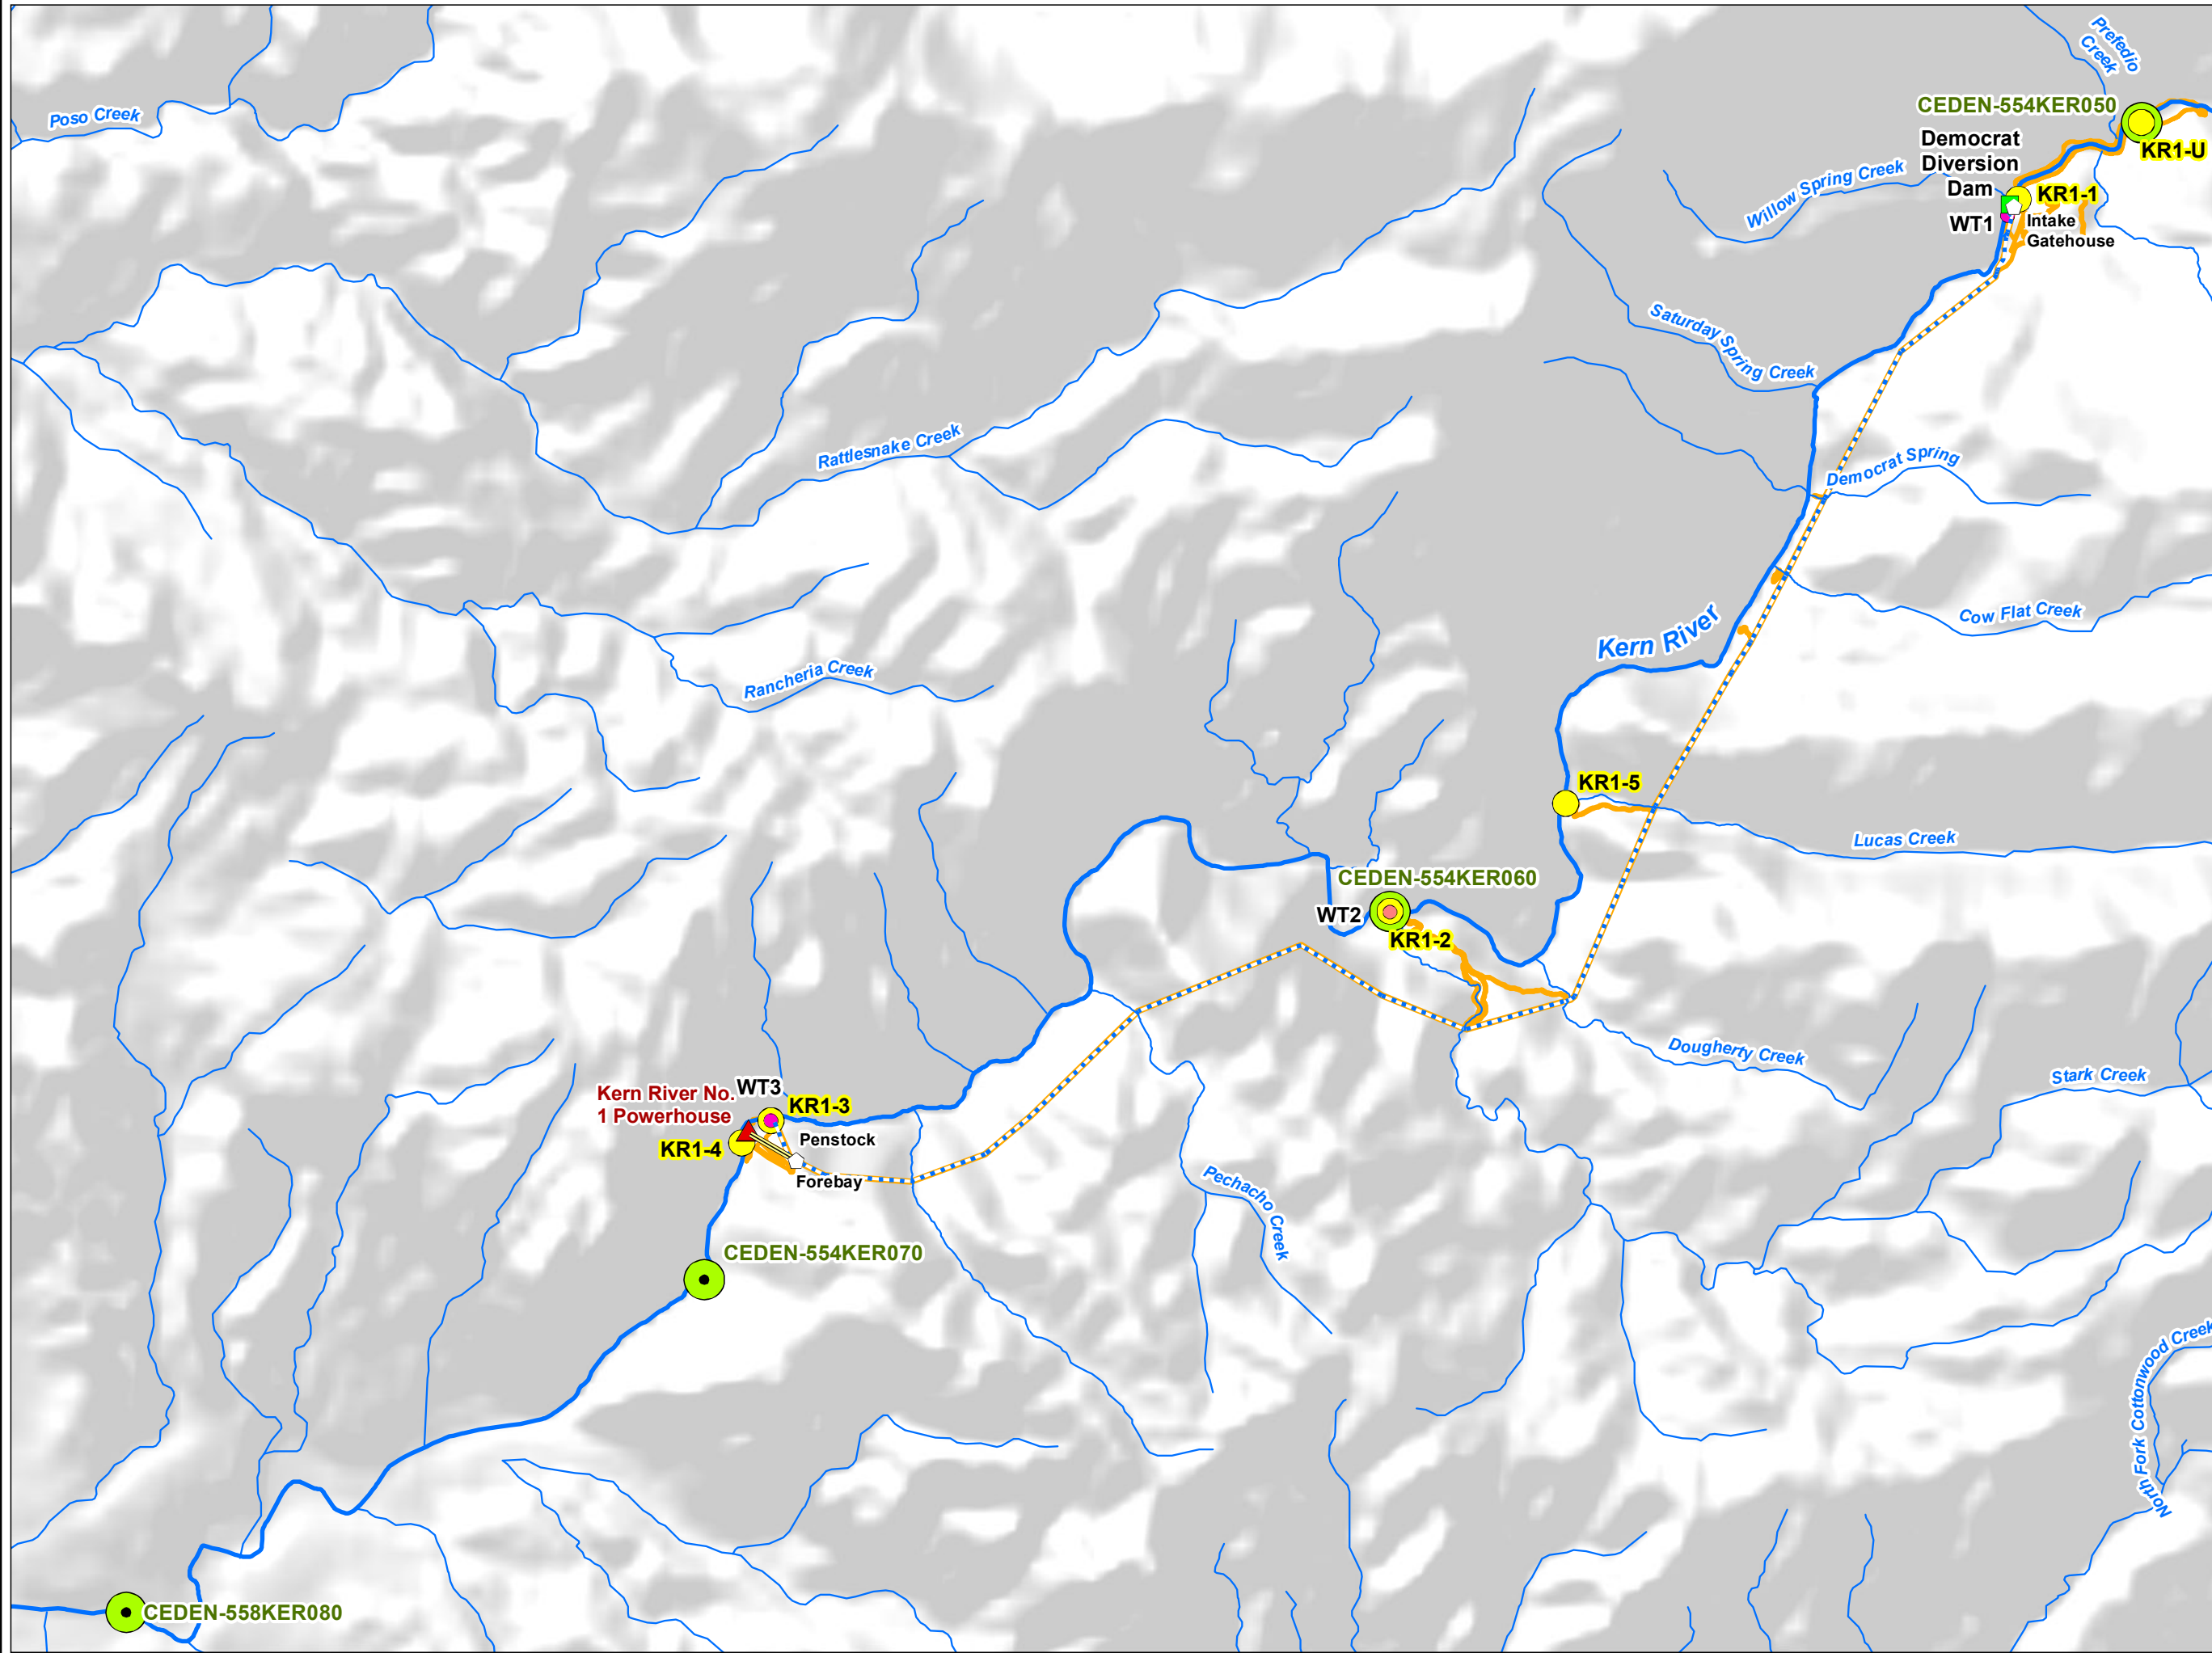 Prefedio
Creek
Poso Creek
CEDEN-554KER050
KR1-U
Democrat
Diversion
Dam
Willow Spring Creek
KR1-1
WT1
Intake
Gatehouse
Saturday Spring Creek
Rattlesnake Creek
Democrat Spring
Cow Flat Creek
Kern River
Rancheria Creek
KR1-5
Lucas Creek
CEDEN-554KER060
WT2
KR1-2
Dougherty Creek
Stark Creek
Kern River No.
1 Powerhouse
WT3
KR1-3
Penstock
KR1-4
Forebay
Pechacho Creek
CEDEN-554KER070
North Fork Cottonwood Creek
CEDEN-558KER080